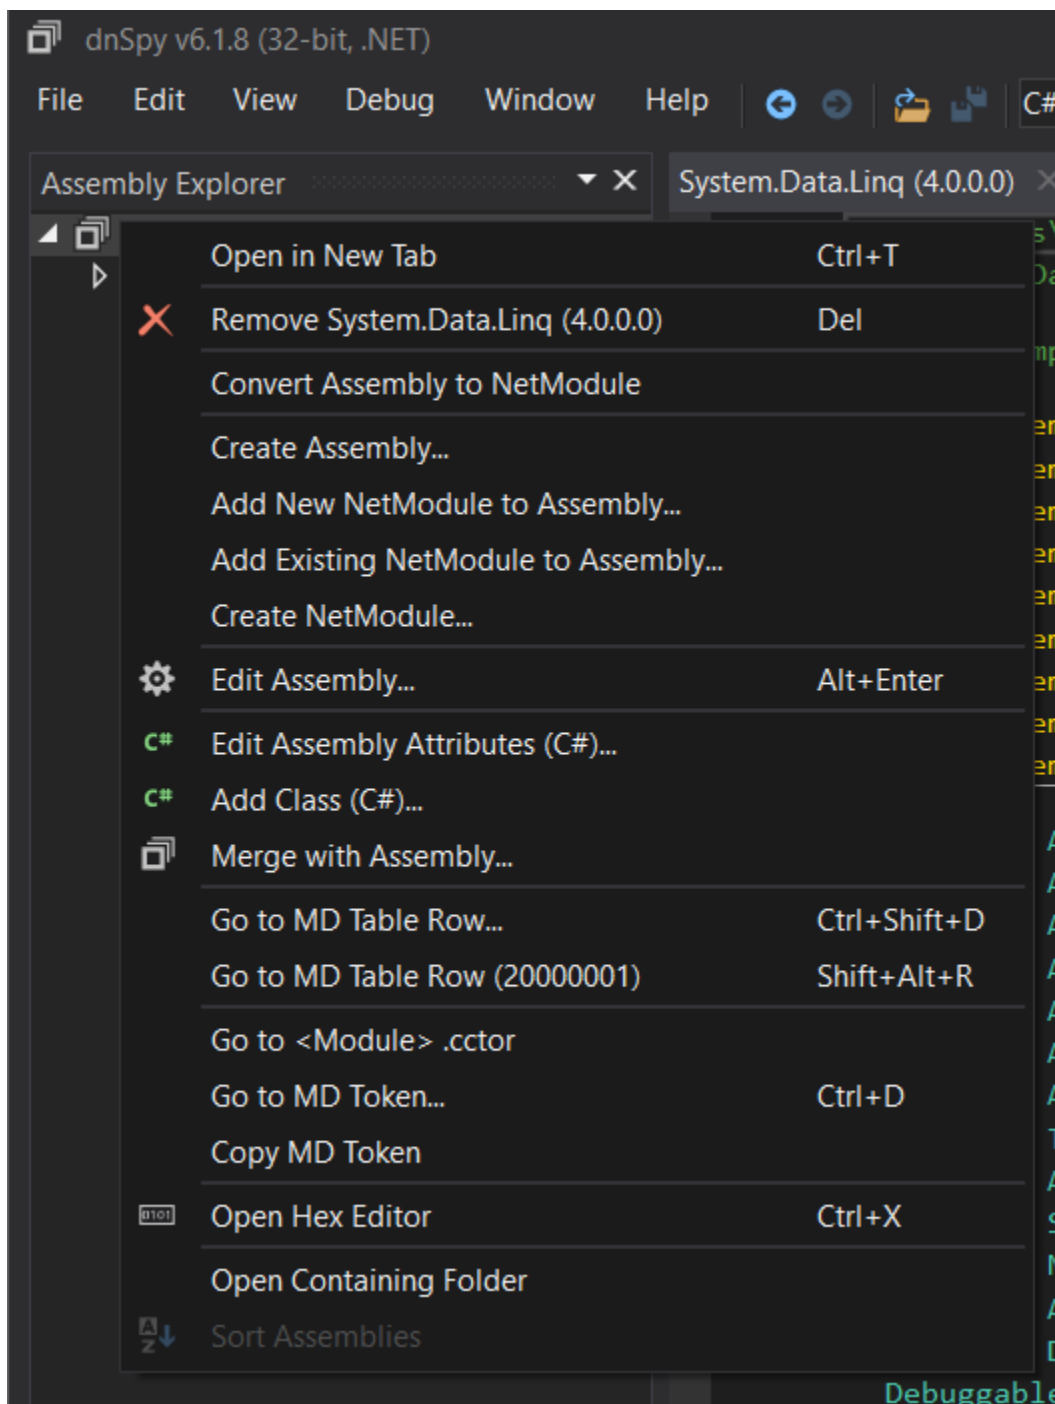 dnSpy v6.1.8 (32-bit, .NET)
File Edit View Debug Window Help C#
Assembly Explorer
System.Data.Linq (4.0.0.0)
Open in New Tab Ctrl+T
Remove System.Data.Linq (4.0.0.0) Del
Convert Assembly to NetModule
Create Assembly...
Add New NetModule to Assembly...
Add Existing NetModule to Assembly...
Create NetModule...
Edit Assembly... Alt+Enter
C# Edit Assembly Attributes (C#)...
C# Add Class (C#)...
Merge with Assembly...
Go to MD Table Row... Ctrl+Shift+D
Go to MD Table Row (20000001) Shift+Alt+R
Go to <Module> .cctor
Go to MD Token... Ctrl+D
Copy MD Token
0101 Open Hex Editor Ctrl+X
Open Containing Folder
AZ Sort Assemblies
Debuggable